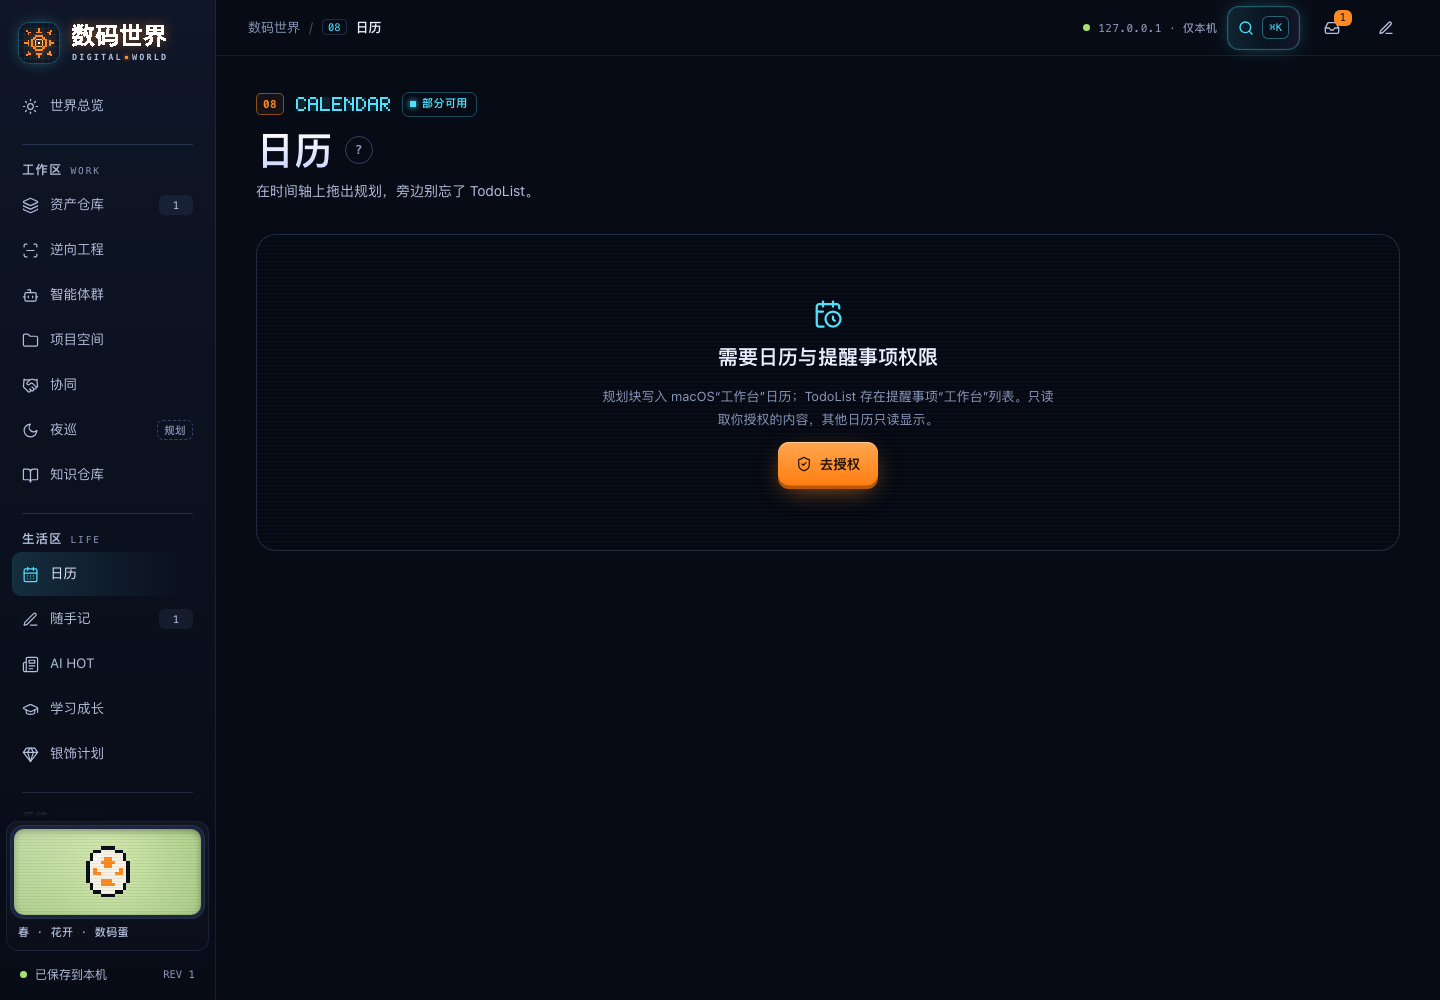 数码世界
DIGITAL WORLD
世界总览
工作区 WORK
资产仓库 1
逆向工程
智能体群
项目空间
协同
夜巡 规划
知识仓库
生活区 LIFE
日历
随手记 1
AI HOT
学习成长
银饰计划
春 · 花开 · 数码蛋
已保存到本机 REV 1
数码世界 / 08 日历
127.0.0.1 · 仅本机
⌘K
1
08 CALENDAR 部分可用
日历 ?
在时间轴上拖出规划，旁边别忘了 TodoList。
需要日历与提醒事项权限
规划块写入 macOS“工作台”日历；TodoList 存在提醒事项“工作台”列表。只读
取你授权的内容，其他日历只读显示。
去授权